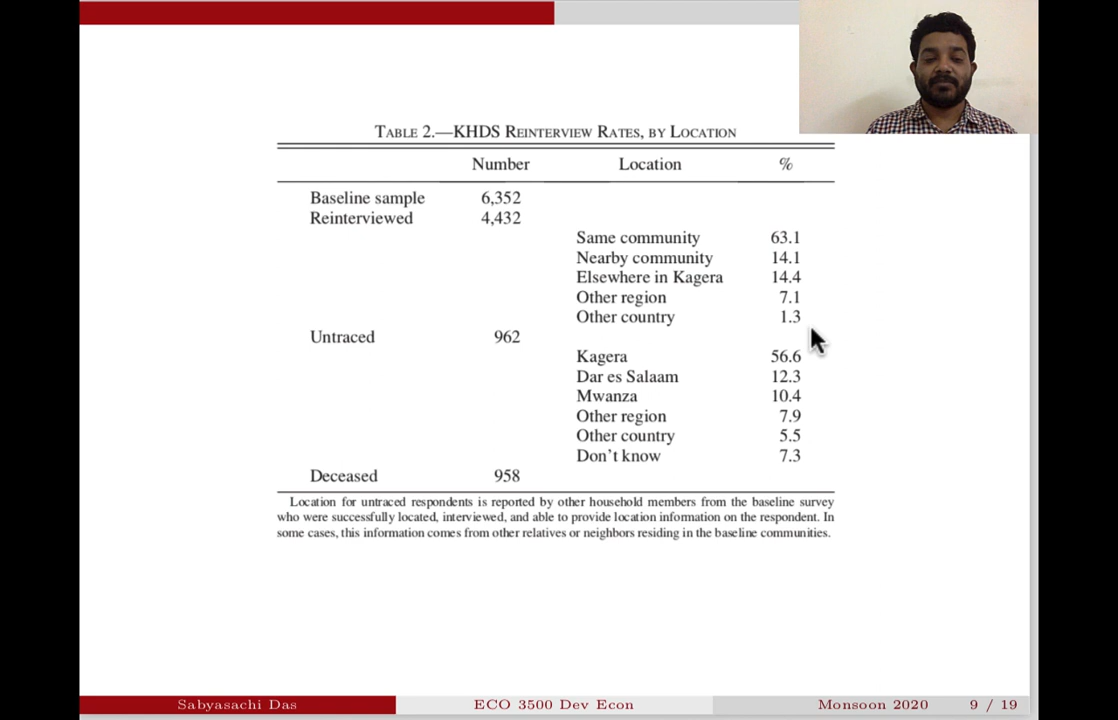 TABLE 2.—KHDS REINTERVIEW RATES, BY LOCATION
Number Location %
Baseline sample 6,352
Reinterviewed 4,432
Same community 63.1
Nearby community 14.1
Elsewhere in Kagera 14.4
Other region 7.1
Other country 1.3
Untraced 962
Kagera 56.6
Dar es Salaam 12.3
Mwanza 10.4
Other region 7.9
Other country 5.5
Don't know 7.3
Deceased 958
Location for untraced respondents is reported by other household members from the baseline survey
who were successfully located, interviewed, and able to provide location information on the respondent. In
some cases, this information comes from other relatives or neighbors residing in the baseline communities.
Sabyasachi Das ECO 3500 Dev Econ Monsoon 2020 9 / 19